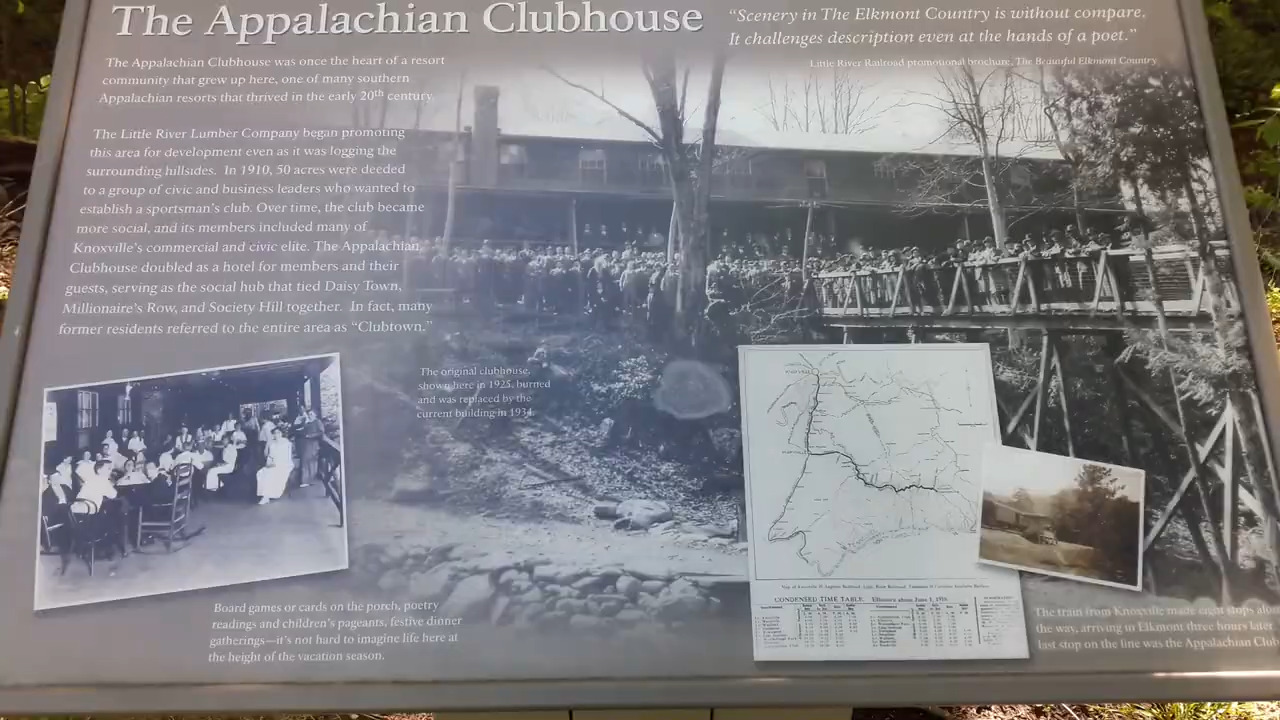 The Appalachian Clubhouse
"Scenery in The Elkmont Country is without compare.
It challenges description even at the hands of a poet."
Little River Railroad promotional brochure, The Beautiful Elkmont Country
The Appalachian Clubhouse was once the heart of a resort
community that grew up here, one of many southern
Appalachian resorts that thrived in the early 20th century.
The Little River Lumber Company began promoting
this area for development even as it was logging the
surrounding hillsides. In 1910, 50 acres were deeded
to a group of civic and business leaders who wanted to
establish a sportsman's club. Over time, the club became
more social, and its members included many of
Knoxville's commercial and civic elite. The Appalachian
Clubhouse doubled as a hotel for members and their
guests, serving as the social hub that tied Daisy Town,
Millionaire's Row, and Society Hill together. In fact, many
former residents referred to the entire area as "Clubtown."
The original clubhouse,
shown here in 1925, burned
and was replaced by the
current building in 1934.
Board games or cards on the porch, poetry
readings and children's pageants, festive dinner
gatherings—it's not hard to imagine life here at
the height of the vacation season.
CONDENSED TIME TABLE.
The train from Knoxville made eight stops alo
the way, arriving in Elkmont three hours later
last stop on the line was the Appalachian Club